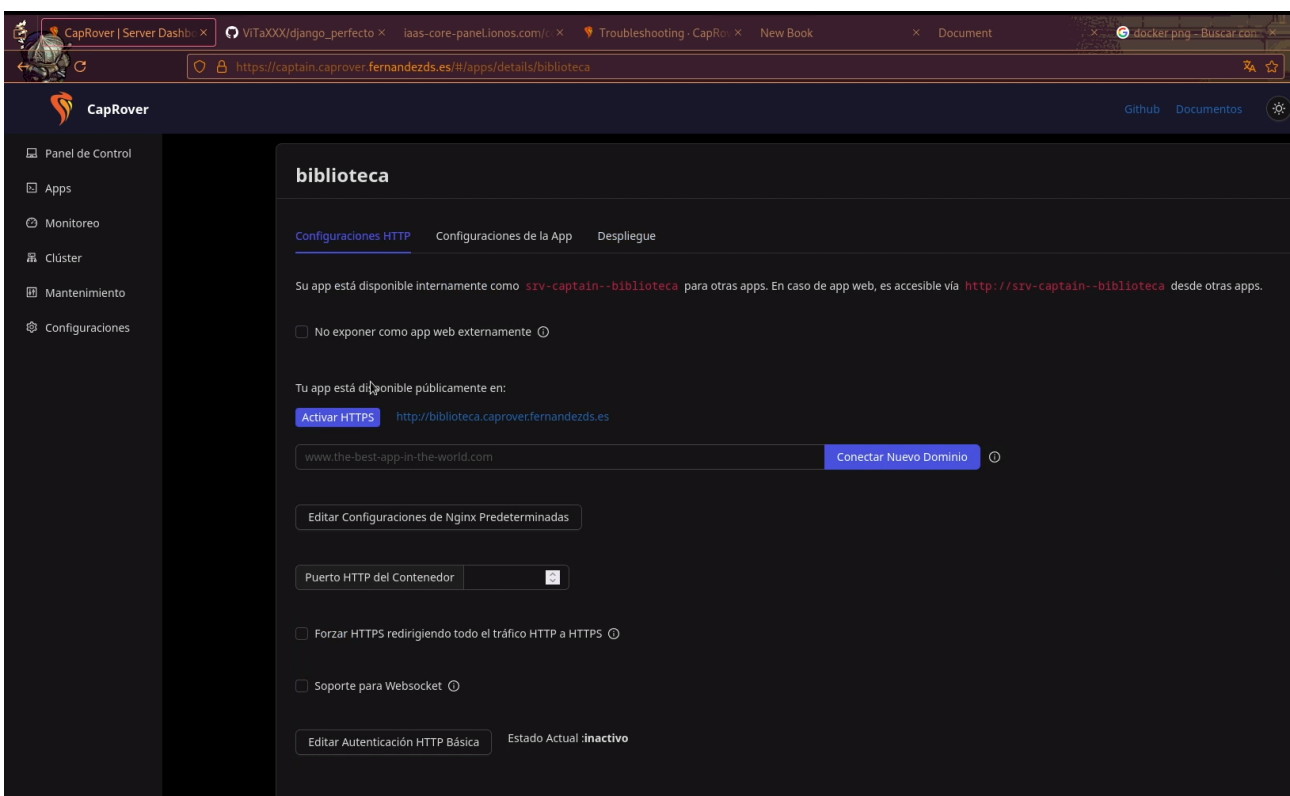 CapRover | Server Dashbo
ViTaXXX/django_perfecto
iaas-core-panel.ionos.com/
Troubleshooting · CapRov
New Book
Document
docker png - Buscar con
https://captain.caprover.fernandezds.es/#/apps/details/biblioteca
CapRover
Github
Documentos
Panel de Control
Apps
Monitoreo
Clúster
Mantenimiento
Configuraciones
biblioteca
Configuraciones HTTP
Configuraciones de la App
Despliegue
Su app está disponible internamente como srv-captain--biblioteca para otras apps. En caso de app web, es accesible vía http://srv-captain--biblioteca desde otras apps.
No exponer como app web externamente
Tu app está disponible públicamente en:
Activar HTTPS
http://biblioteca.caprover.fernandezds.es
www.the-best-app-in-the-world.com
Conectar Nuevo Dominio
Editar Configuraciones de Nginx Predeterminadas
Puerto HTTP del Contenedor
Forzar HTTPS redirigiendo todo el tráfico HTTP a HTTPS
Soporte para Websocket
Editar Autenticación HTTP Básica
Estado Actual :inactivo